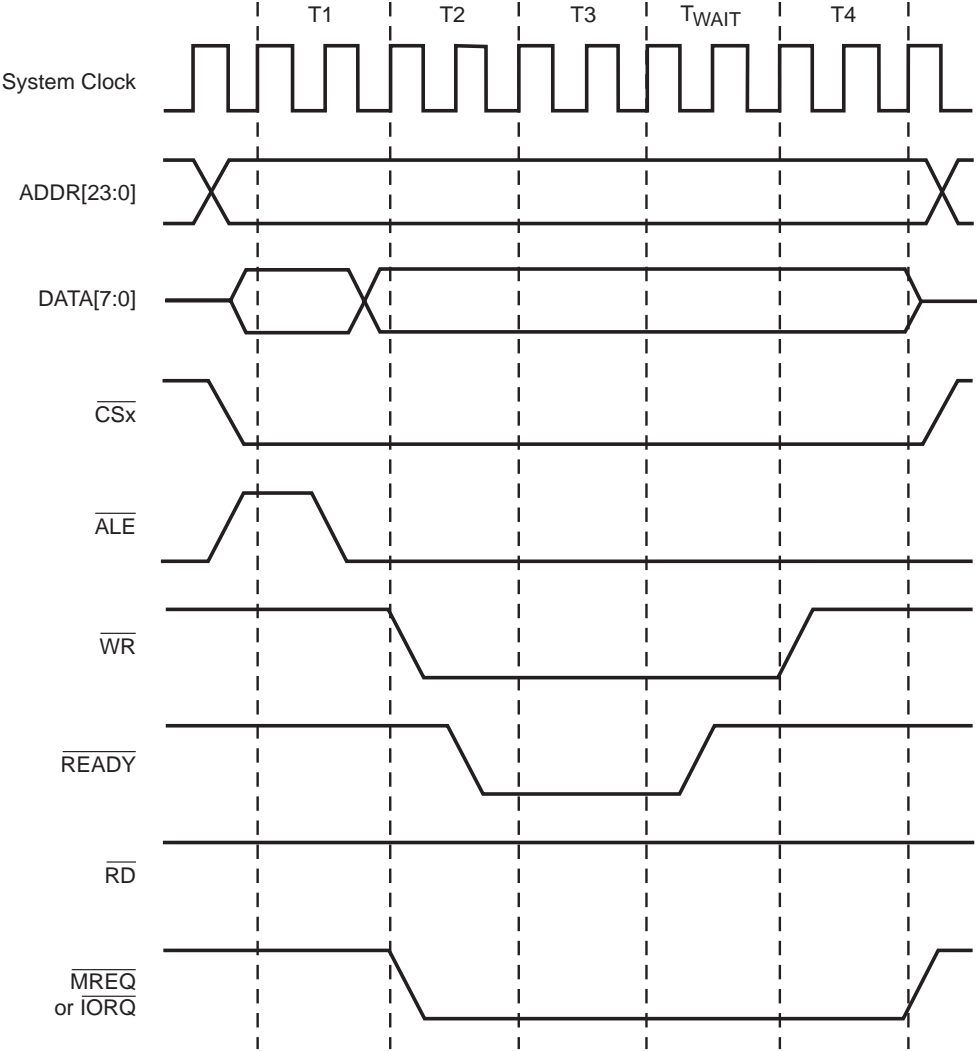 T1 T2 T3 TWAIT T4
System Clock
ADDR[23:0]
DATA[7:0]
CSx
ALE
WR
READY
RD
MREQ
or IORQ